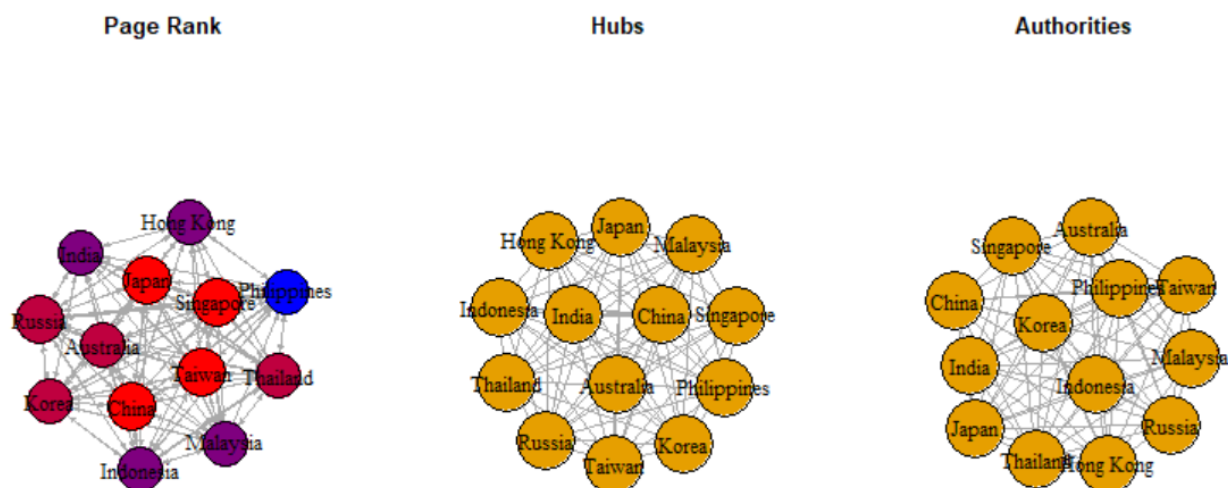 Page Rank
Hong Kong
India
Japan
Singapore
Philippines
Russia
Australia
Taiwan
Thailand
Korea
China
Malaysia
Indonesia
Hubs
Japan
Hong Kong
Malaysia
Indonesia
India
China
Singapore
Thailand
Australia
Philippines
Russia
Korea
Taiwan
Authorities
Australia
Singapore
Philippines
Taiwan
China
Korea
Malaysia
India
Indonesia
Japan
Russia
Thailand
Hong Kong